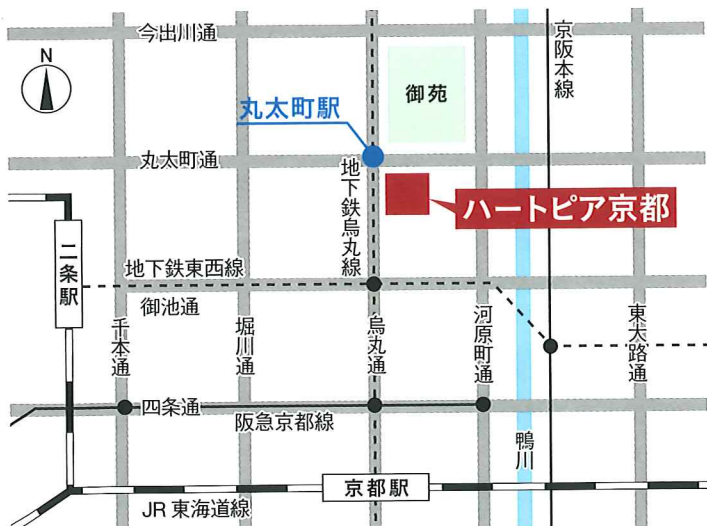 今出川通
京阪本線
N
御苑
丸太町駅
丸太町通
地下鉄烏丸線
ハートピア京都
二条駅
地下鉄東西線
御池通
千本通
堀川通
烏丸通
河原町通
東大路通
四条通
阪急京都線
鴨川
京都駅
JR 東海道線